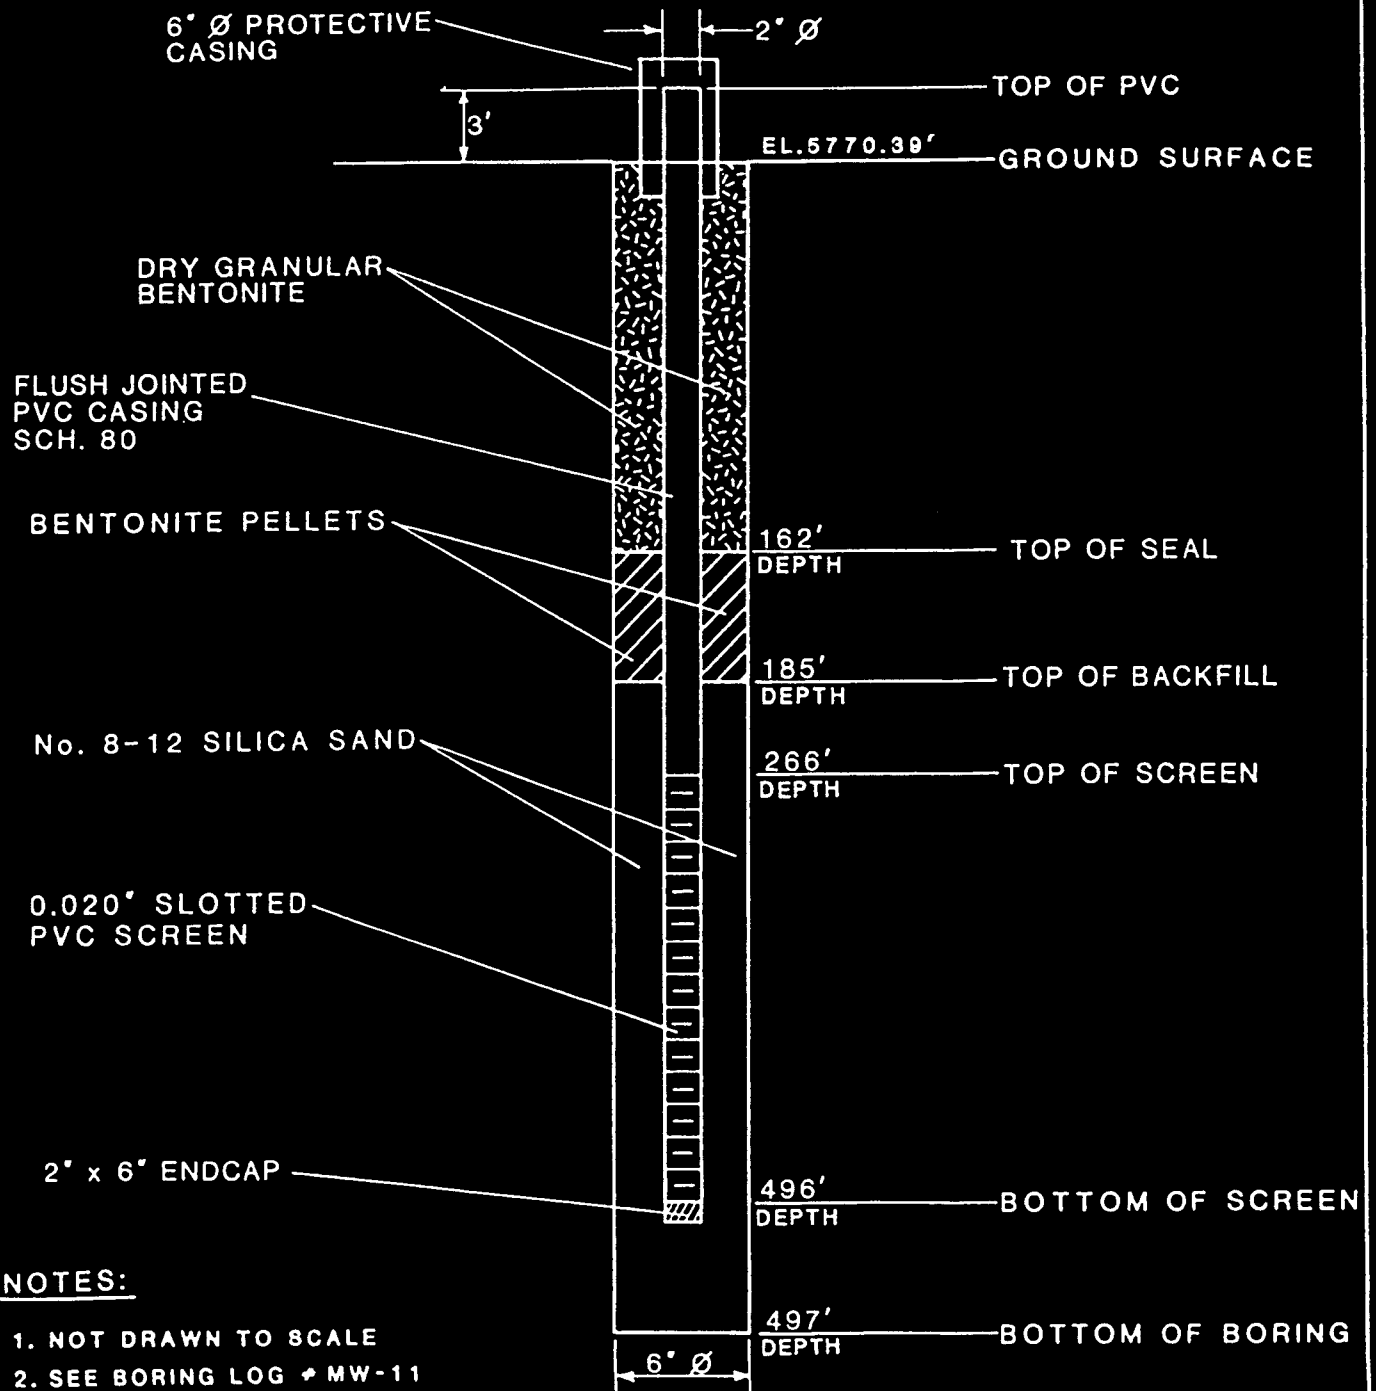 6" Ø PROTECTIVE
CASING
2" Ø
TOP OF PVC
3'
EL.5770.39'
GROUND SURFACE
DRY GRANULAR
BENTONITE
FLUSH JOINTED
PVC CASING
SCH. 80
BENTONITE PELLETS
162'
DEPTH
TOP OF SEAL
185'
DEPTH
TOP OF BACKFILL
No. 8-12 SILICA SAND
266'
DEPTH
TOP OF SCREEN
0.020" SLOTTED
PVC SCREEN
2" x 6" ENDCAP
496'
DEPTH
BOTTOM OF SCREEN
NOTES:
1. NOT DRAWN TO SCALE
2. SEE BORING LOG # MW-11
497'
DEPTH
BOTTOM OF BORING
6" Ø